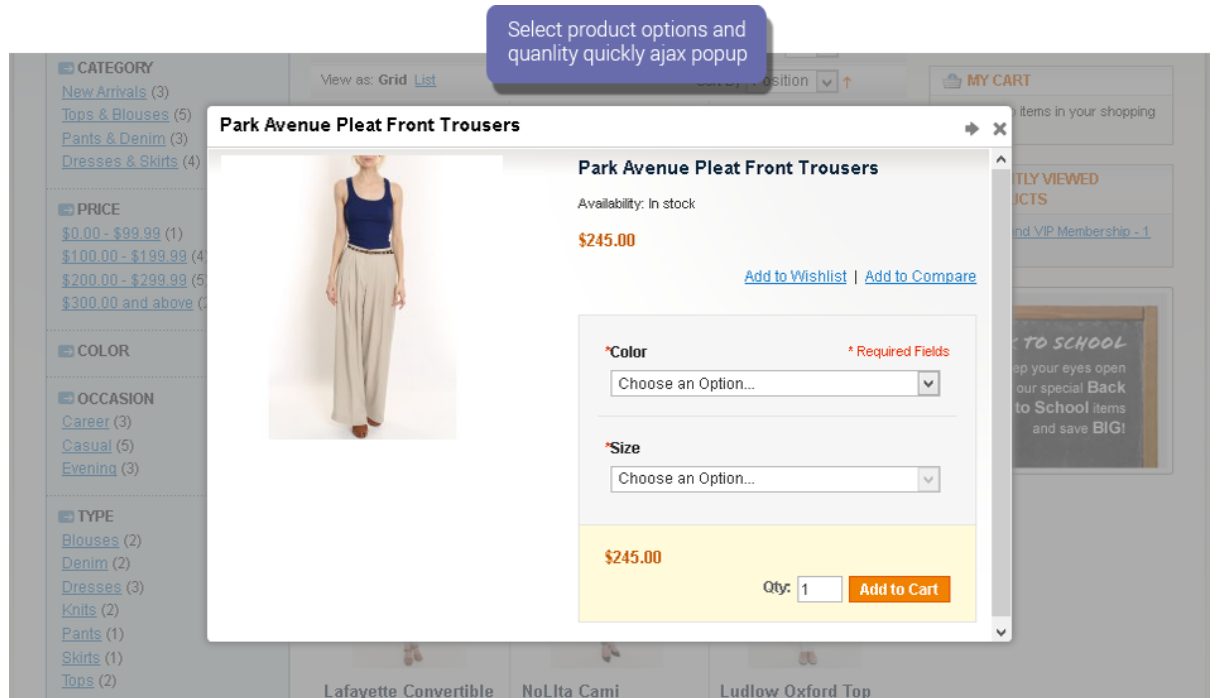 Select product options and
quanlity quickly ajax popup
CATEGORY
New Arrivals (3)
Tops & Blouses (5)
Pants & Denim (3)
Dresses & Skirts (4)
PRICE
$0.00 - $99.99 (1)
$100.00 - $199.99 (4
$200.00 - $299.99 (5
$300.00 and above
COLOR
OCCASION
Career (3)
Casual (5)
Evening (3)
TYPE
Blouses (2)
Denim (2)
Dresses (3)
Knits (2)
Pants (1)
Skirts (1)
Tops (2)
View as: Grid List
Position
Park Avenue Pleat Front Trousers
Park Avenue Pleat Front Trousers
Availability: In stock
$245.00
Add to Wishlist | Add to Compare
*Color * Required Fields
Choose an Option...
*Size
Choose an Option...
$245.00
Qty: 1 Add to Cart
MY CART
items in your shopping
VIEWED
VIP Membership - 1
TO SCHOOL
your eyes open
our special Back
to School items
and save BIG!
Lafayette Convertible
NoLIta Cami
Ludlow Oxford Top